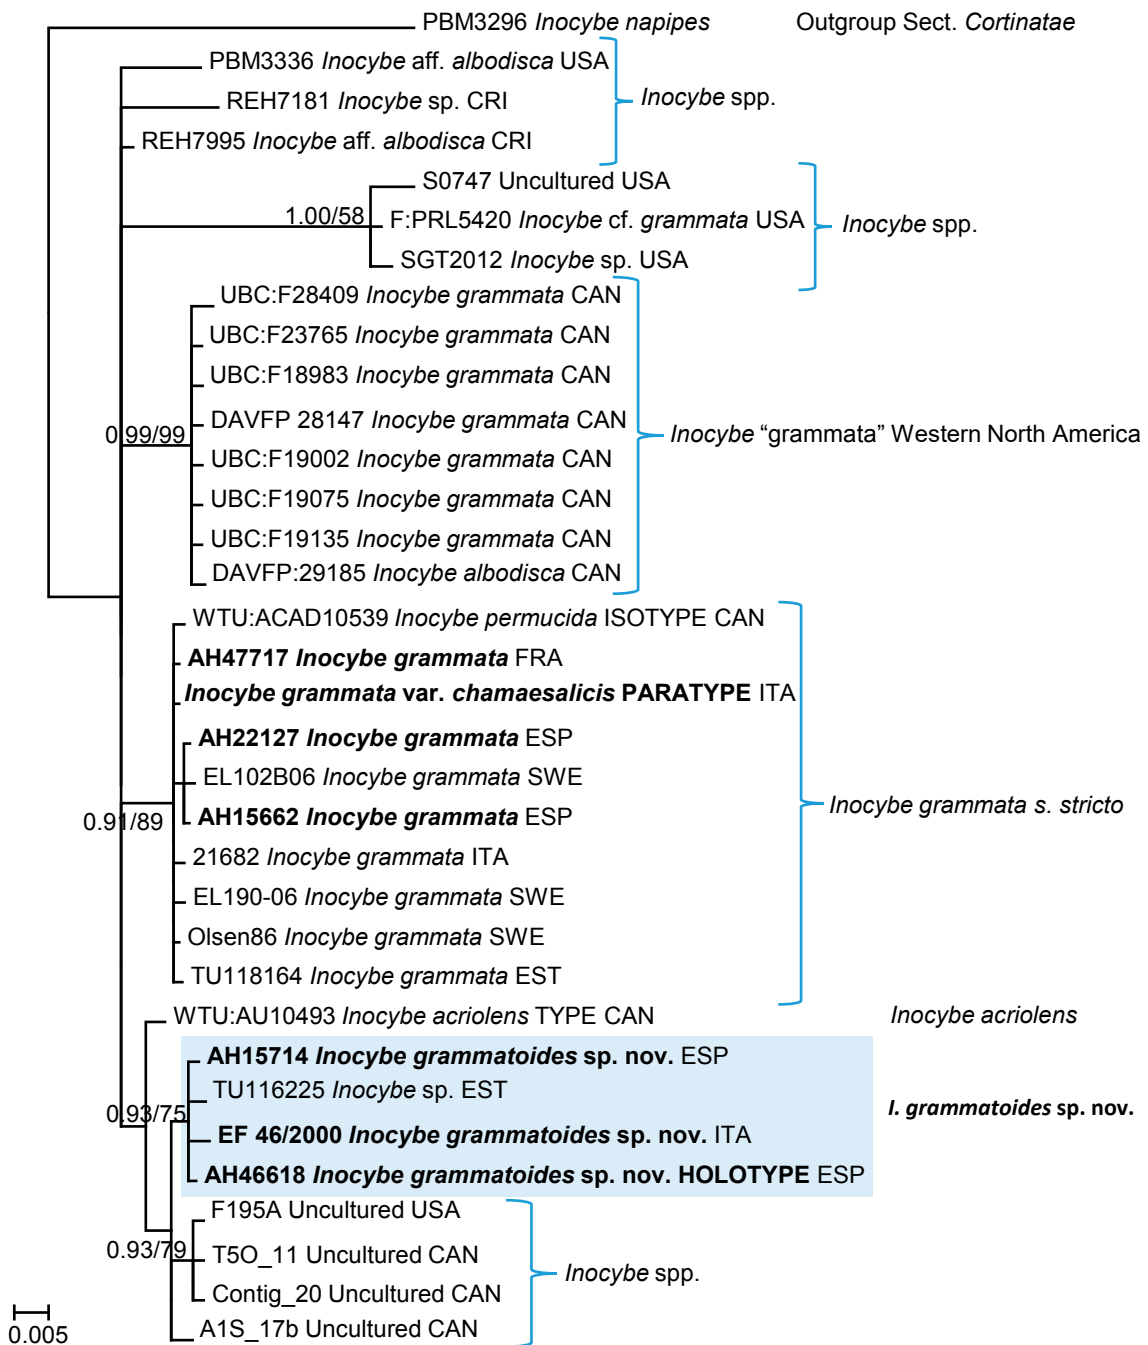 PBM3296 Inocybe napipes Outgroup Sect. Cortinatae
PBM3336 Inocybe aff. albodisca USA
REH7181 Inocybe sp. CRI
Inocybe spp.
REH7995 Inocybe aff. albodisca CRI
S0747 Uncultured USA
1.00/58
F:PRL5420 Inocybe cf. grammata USA
Inocybe spp.
SGT2012 Inocybe sp. USA
UBC:F28409 Inocybe grammata CAN
UBC:F23765 Inocybe grammata CAN
UBC:F18983 Inocybe grammata CAN
DAVFP 28147 Inocybe grammata CAN
0.99/99
Inocybe “grammata” Western North America
UBC:F19002 Inocybe grammata CAN
UBC:F19075 Inocybe grammata CAN
UBC:F19135 Inocybe grammata CAN
DAVFP:29185 Inocybe albodisca CAN
WTU:ACAD10539 Inocybe permucida ISOTYPE CAN
AH47717 Inocybe grammata FRA
Inocybe grammata var. chamaesalicis PARATYPE ITA
AH22127 Inocybe grammata ESP
EL102B06 Inocybe grammata SWE
Inocybe grammata s. stricto
AH15662 Inocybe grammata ESP
0.91/89
21682 Inocybe grammata ITA
EL190-06 Inocybe grammata SWE
Olsen86 Inocybe grammata SWE
TU118164 Inocybe grammata EST
WTU:AU10493 Inocybe acriolens TYPE CAN
Inocybe acriolens
AH15714 Inocybe grammatoides sp. nov. ESP
TU116225 Inocybe sp. EST
0.93/75
I. grammatoides sp. nov.
EF 46/2000 Inocybe grammatoides sp. nov. ITA
AH46618 Inocybe grammatoides sp. nov. HOLOTYPE ESP
F195A Uncultured USA
0.93/79
T5O_11 Uncultured CAN
Inocybe spp.
Contig_20 Uncultured CAN
A1S_17b Uncultured CAN
0.005